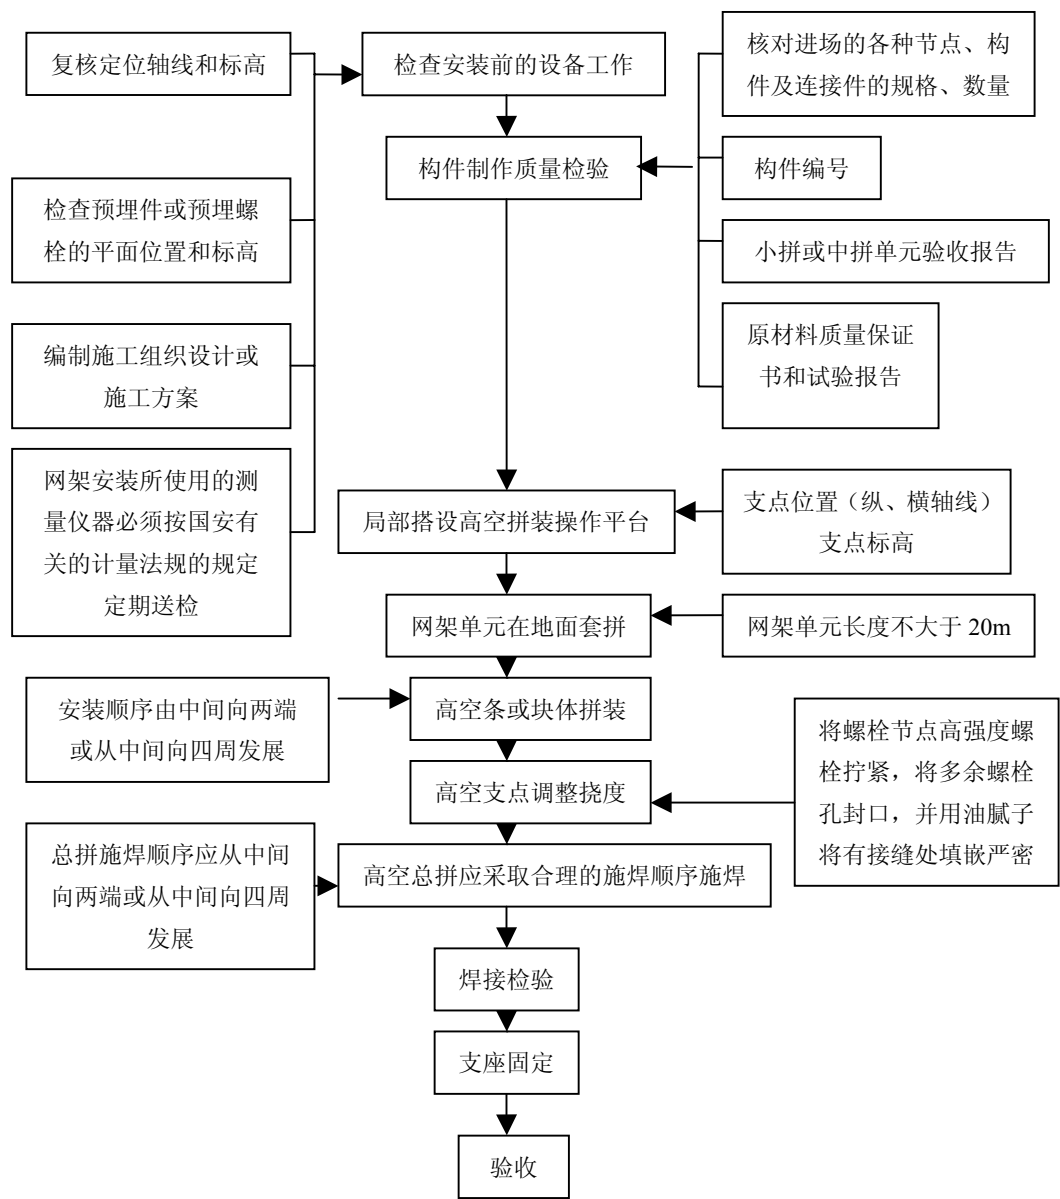 复核定位轴线和标高
检查安装前的设备工作
核对进场的各种节点、构
件及连接件的规格、数量
构件制作质量检验
构件编号
检查预埋件或预埋螺
栓的平面位置和标高
小拼或中拼单元验收报告
编制施工组织设计或
施工方案
原材料质量保证
书和试验报告
网架安装所使用的测
量仪器必须按国安有
关的计量法规的规定
定期送检
局部搭设高空拼装操作平台
支点位置（纵、横轴线）
支点标高
网架单元在地面套拼
网架单元长度不大于 20m
安装顺序由中间向两端
或从中间向四周发展
高空条或块体拼装
高空支点调整挠度
将螺栓节点高强度螺
栓拧紧，将多余螺栓
孔封口，并用油腻子
将有接缝处填嵌严密
总拼施焊顺序应从中间
向两端或从中间向四周
发展
高空总拼应采取合理的施焊顺序施焊
焊接检验
支座固定
验收